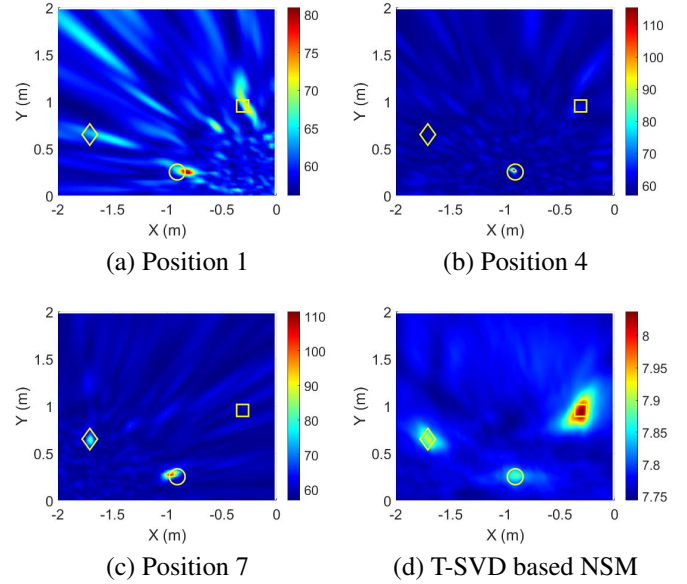 2
1.5
1
0.5
0
Y (m)
-2 -1.5 -1 -0.5 0
X (m)
80
75
70
65
60
(a) Position 1
2
1.5
1
0.5
0
Y (m)
-2 -1.5 -1 -0.5 0
X (m)
110
100
90
80
70
60
(b) Position 4
2
1.5
1
0.5
0
Y (m)
-2 -1.5 -1 -0.5 0
X (m)
110
100
90
80
70
60
(c) Position 7
2
1.5
1
0.5
0
Y (m)
-2 -1.5 -1 -0.5 0
X (m)
8
7.95
7.9
7.85
7.8
7.75
(d) T-SVD based NSM